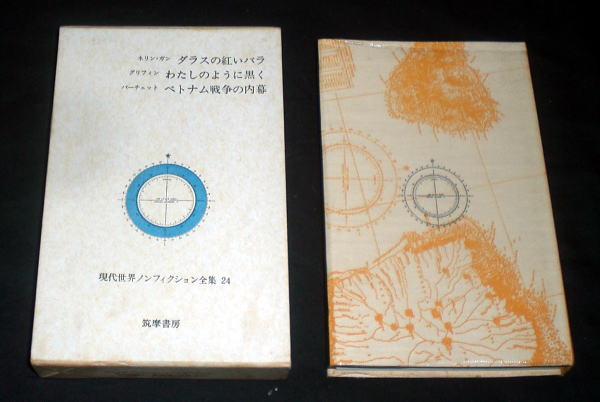 ネリン・ガン ダラスの紅いバラ
グリフィン わたしのように黒く
バーチェット ベトナム戦争の内幕
現代世界ノンフィクション全集 24
筑摩書房